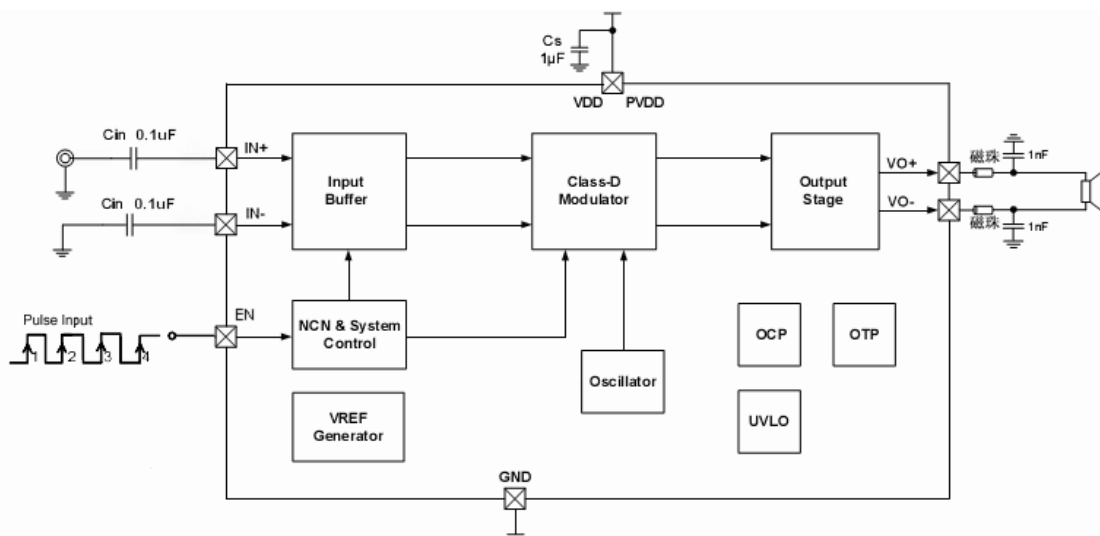 Cs
1µF
VDD
PVDD
Cin 0.1uF
IN+
Input
Buffer
Class-D
Modulator
Output
Stage
VO+
磁珠
1nF
Cin 0.1uF
IN-
VO-
磁珠
1nF
Pulse Input
1 2 3 4
EN
NCN & System
Control
Oscillator
OCP
OTP
VREF
Generator
UVLO
GND